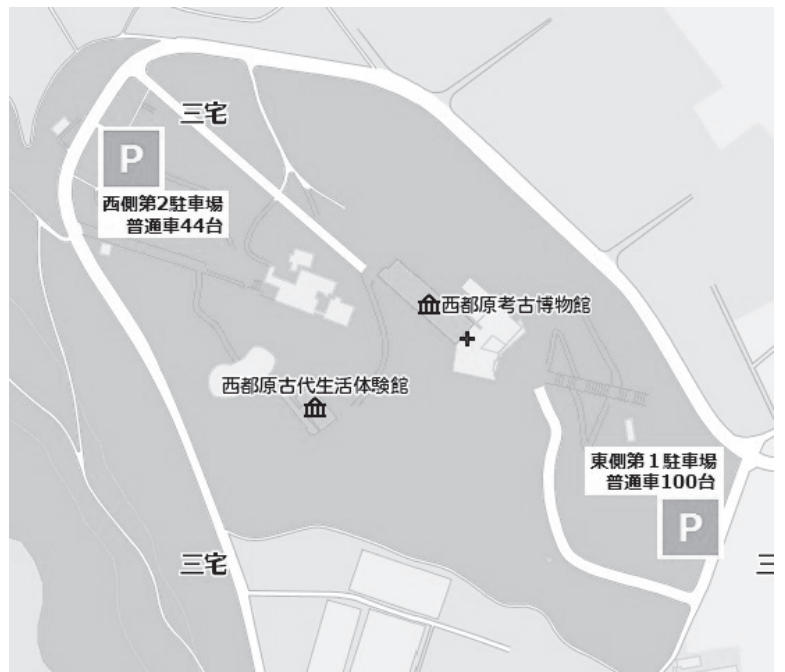 三宅
P
西側第2駐車場
普通車44台
西都原考古博物館
西都原古代生活体験館
東側第1駐車場
普通車100台
P
三宅
三